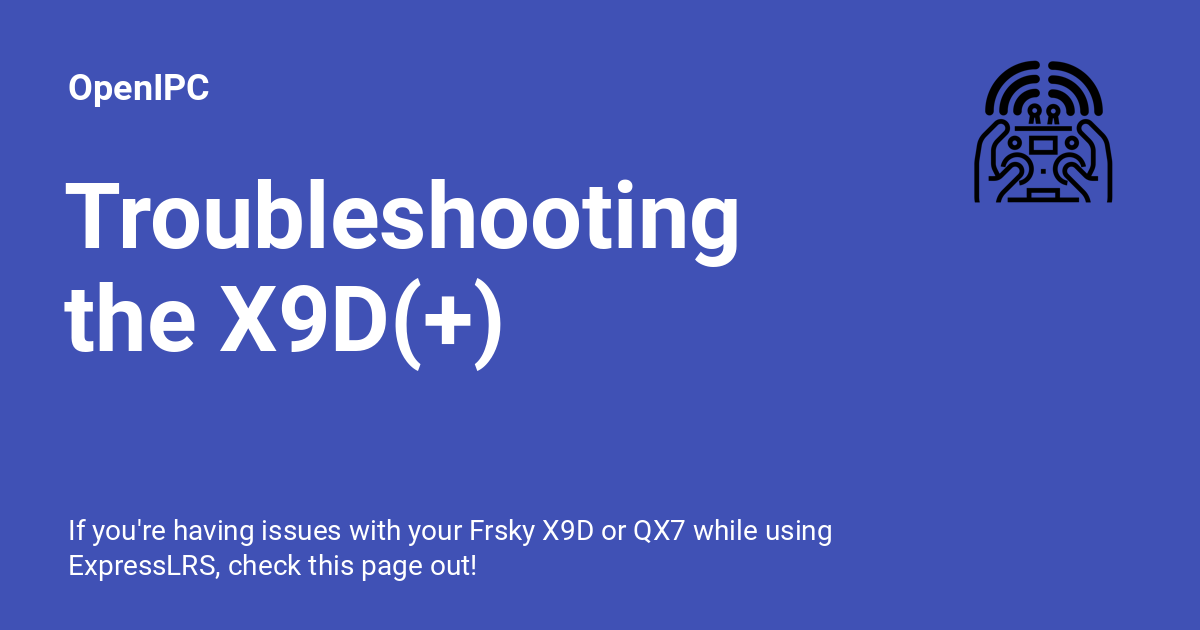 OpenIPC
Troubleshooting
the X9D(+)
If you're having issues with your Frsky X9D or QX7 while using
ExpressLRS, check this page out!